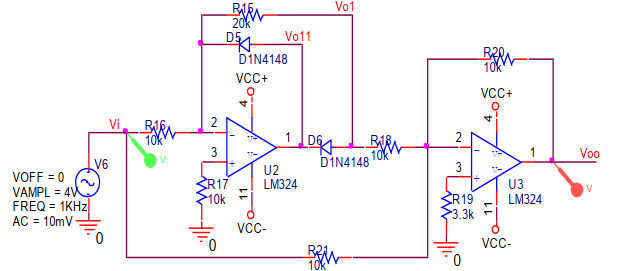 R15
20k
Vo1
D5
Vo11
D1N4148
R20
10k
VCC+
VCC+
4
4
Vi
R16
10k
2
-
V+
1
D6
D1N4148
R18
10k
2
-
V+
1
Voo
V
V
V6
3
+
V-
U2
LM324
3
+
V-
U3
LM324
VOFF = 0
VAMPL = 4V
FREQ = 1KHz
AC = 10mV
R17
10k
11
VCC-
R19
3.3k
11
VCC-
0
0
R21
10k
0